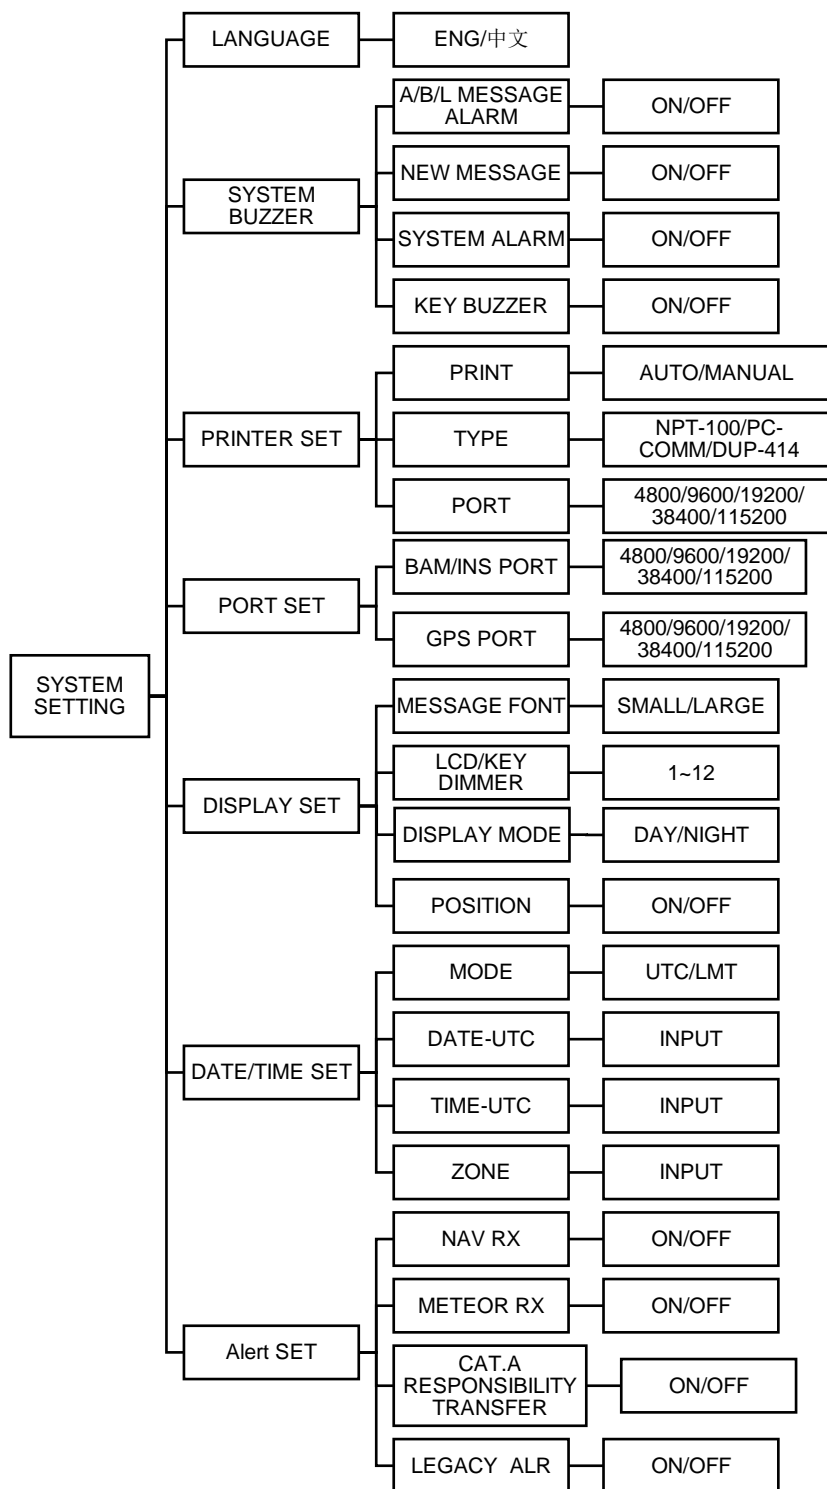 LANGUAGE
ENG/中文
A/B/L MESSAGE
ALARM
ON/OFF
NEW MESSAGE
ON/OFF
SYSTEM
BUZZER
SYSTEM ALARM
ON/OFF
KEY BUZZER
ON/OFF
PRINT
AUTO/MANUAL
PRINTER SET
TYPE
NPT-100/PC-
COMM/DUP-414
PORT
4800/9600/19200/
38400/115200
BAM/INS PORT
4800/9600/19200/
38400/115200
PORT SET
GPS PORT
4800/9600/19200/
38400/115200
SYSTEM
SETTING
MESSAGE FONT
SMALL/LARGE
LCD/KEY
DIMMER
1~12
DISPLAY SET
DISPLAY MODE
DAY/NIGHT
POSITION
ON/OFF
MODE
UTC/LMT
DATE-UTC
INPUT
DATE/TIME SET
TIME-UTC
INPUT
ZONE
INPUT
NAV RX
ON/OFF
METEOR RX
ON/OFF
Alert SET
CAT.A
RESPONSIBILITY
TRANSFER
ON/OFF
LEGACY ALR
ON/OFF